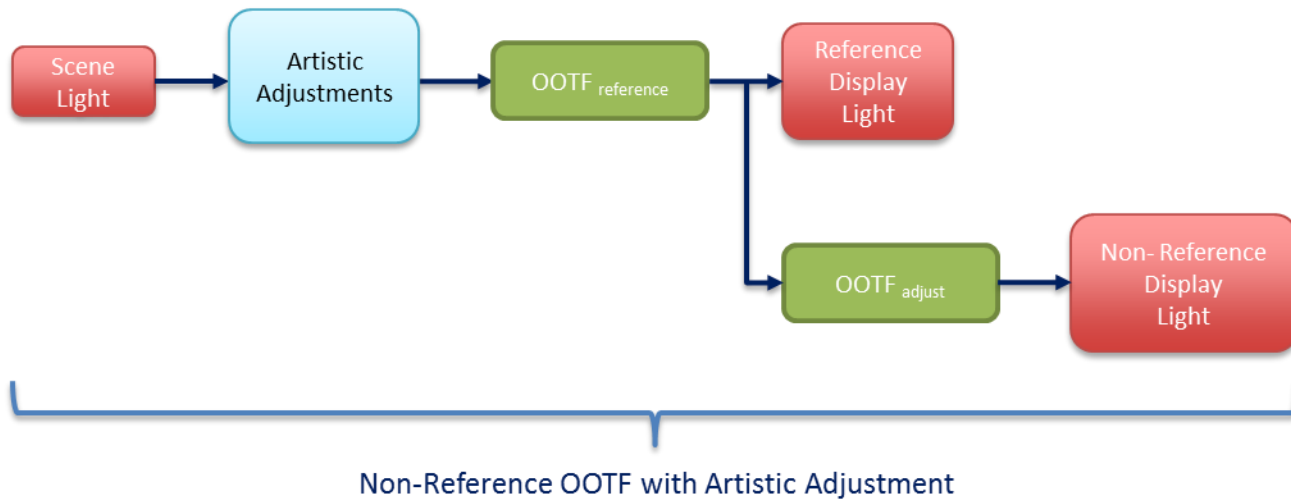 Scene
Light
Artistic
Adjustments
OOTF reference
Reference
Display
Light
OOTF adjust
Non- Reference
Display
Light
Non-Reference OOTF with Artistic Adjustment